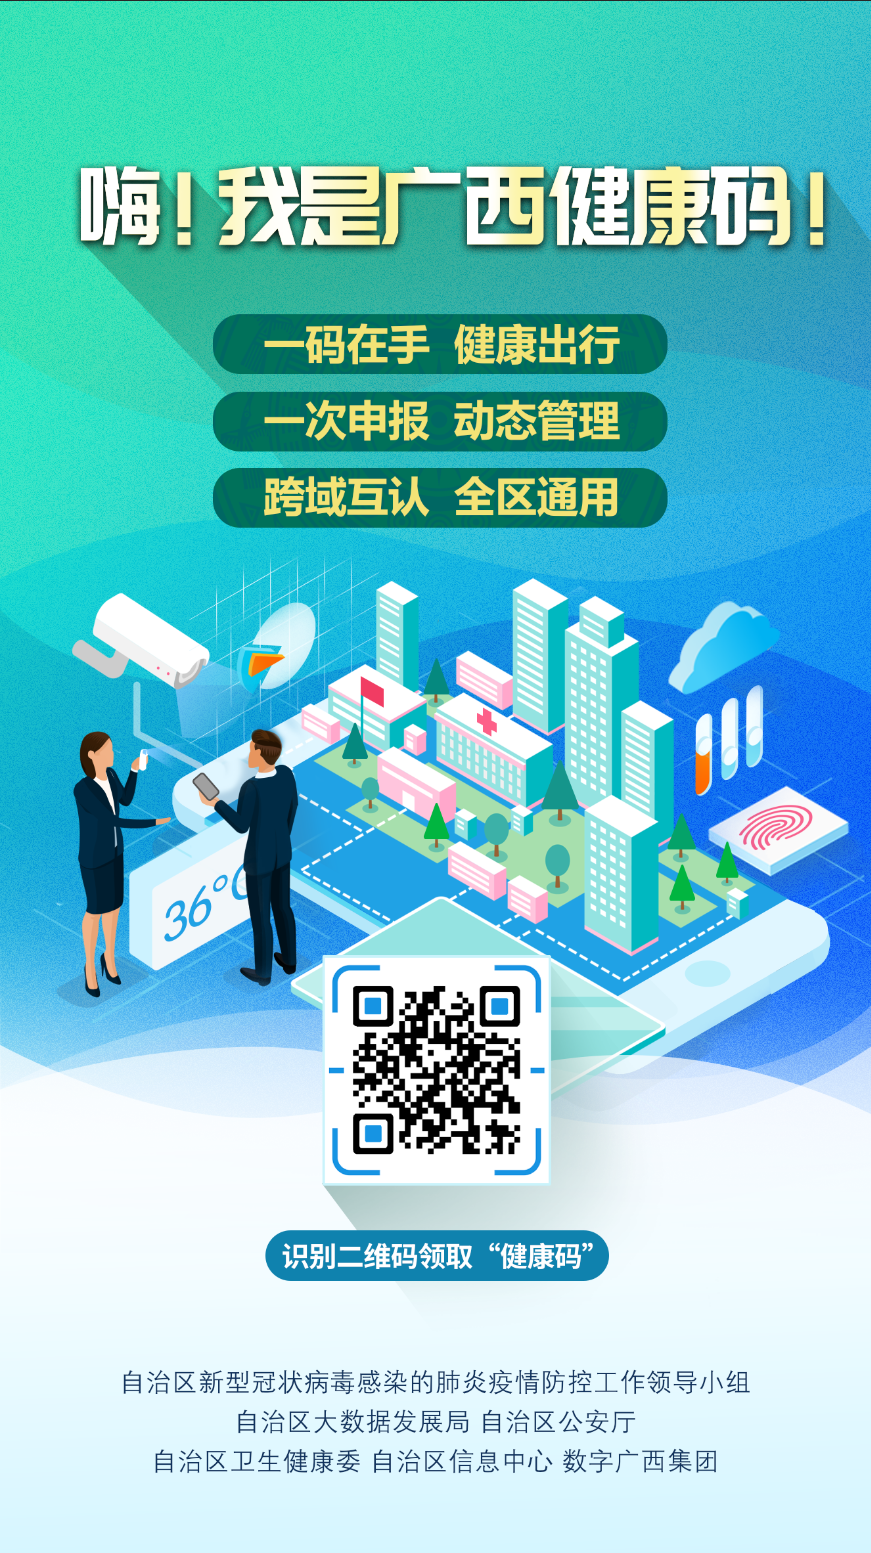 嗨！我是广西健康码！
一码在手 健康出行
一次申报 动态管理
跨域互认 全区通用
36°C
识别二维码领取“健康码”
自治区新型冠状病毒感染的肺炎疫情防控工作领导小组
自治区大数据发展局 自治区公安厅
自治区卫生健康委 自治区信息中心 数字广西集团